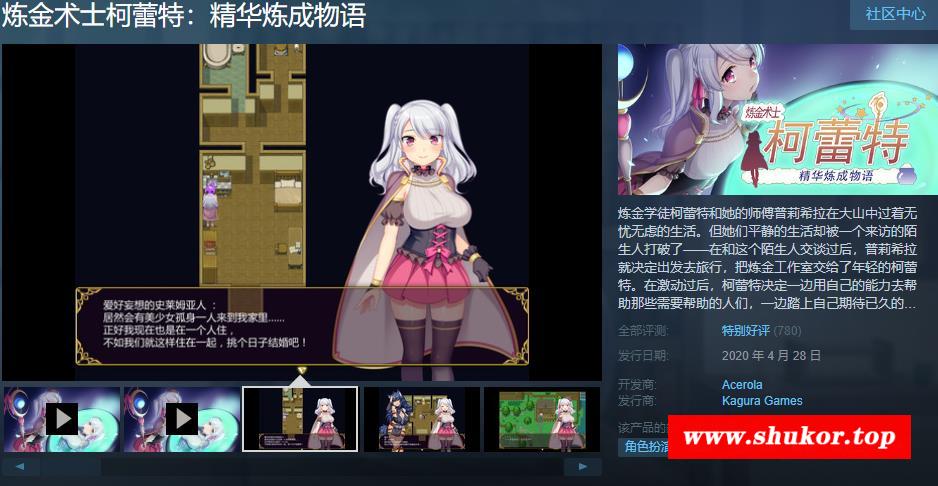 炼金术士柯蕾特：精华炼成物语
社区中心
爱好妄想的史莱姆亚人：
居然会有美少女孤身一人来到我家里......
正好我现在也是在一个人住，
不如我们就这样住在一起，挑个日子结婚吧！
炼金术士
柯蕾特
精华炼成物语
炼金学徒柯蕾特和她的师傅普莉希拉在大山中过着无
忧无虑的生活。但她们平静的生活却被一个来访的陌
生人打破了——在和这个陌生人交谈过后，普莉希拉
就决定出发去旅行，把炼金工作室交给了年轻的柯蕾
特。在激动过后，柯蕾特决定一边用自己的能力去帮
助那些需要帮助的人们，一边踏上自己期待已久的...
全部评测: 特别好评 (780)
发行日期: 2020 年 4 月 28 日
开发商: Acerola
发行商: Kagura Games
该产品的
角色扮演
www.shukor.top